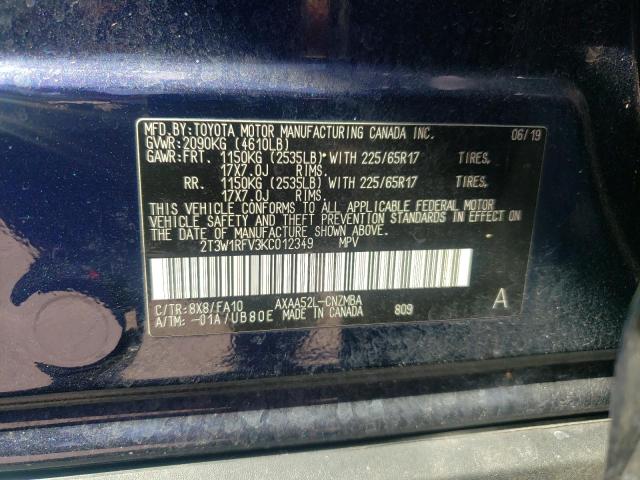 MFD.BY:TOYOTA MOTOR MANUFACTURING CANADA INC. 06/19
GVWR:2090KG (4610LB)
GAWR:FRT. 1150KG (2535LB) WITH 225/65R17 TIRES.
17X7.0J RIMS.
RR. 1150KG (2535LB) WITH 225/65R17 TIRES.
17X7.0J RIMS.
THIS VEHICLE CONFORMS TO ALL APPLICABLE FEDERAL MOTOR
VEHICLE SAFETY AND THEFT PREVENTION STANDARDS IN EFFECT
ON THE DATE OF MANUFACTURE SHOWN ABOVE.
2T3W1RFV3KC012349 MPV
C/TR:8X8/FA10 AXAA52L-CNZMBA A
A/TM:-01A/UB80E MADE IN CANADA 809